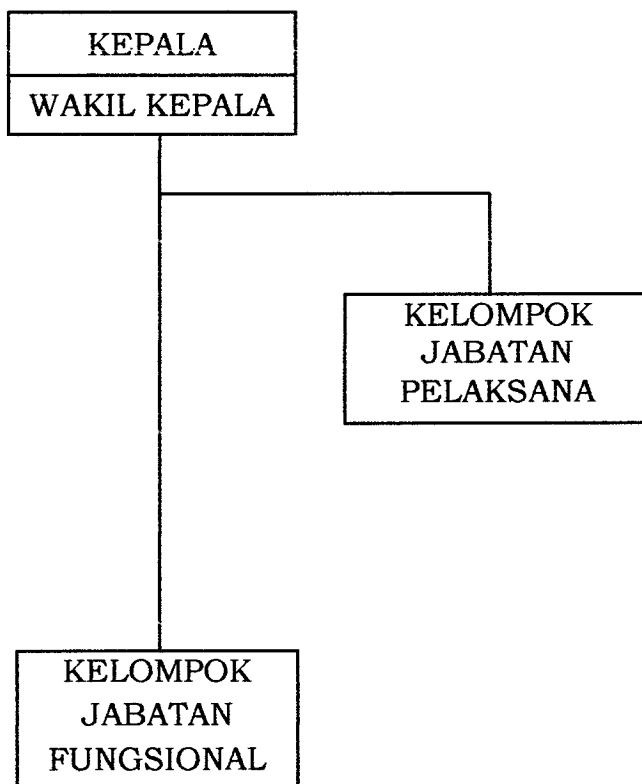 KEPALA
WAKIL KEPALA
KELOMPOK
JABATAN
PELAKSANA
KELOMPOK
JABATAN
FUNGSIONAL